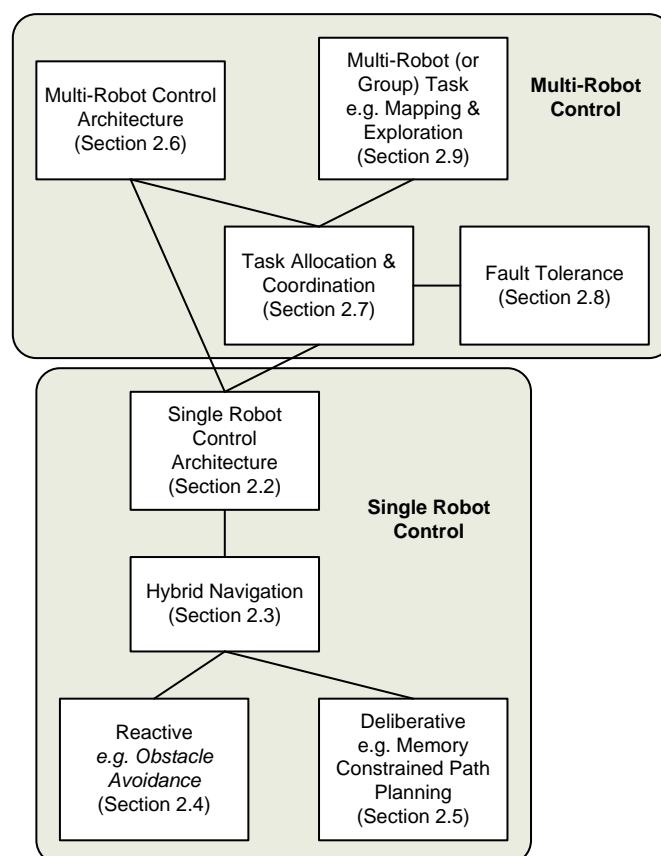 Multi-Robot Control
Architecture
(Section 2.6)
Multi-Robot (or
Group) Task
e.g. Mapping &
Exploration
(Section 2.9)
Multi-Robot
Control
Task Allocation &
Coordination
(Section 2.7)
Fault Tolerance
(Section 2.8)
Single Robot
Control
Architecture
(Section 2.2)
Single Robot
Control
Hybrid Navigation
(Section 2.3)
Reactive
e.g. Obstacle
Avoidance
(Section 2.4)
Deliberative
e.g. Memory
Constrained Path
Planning
(Section 2.5)